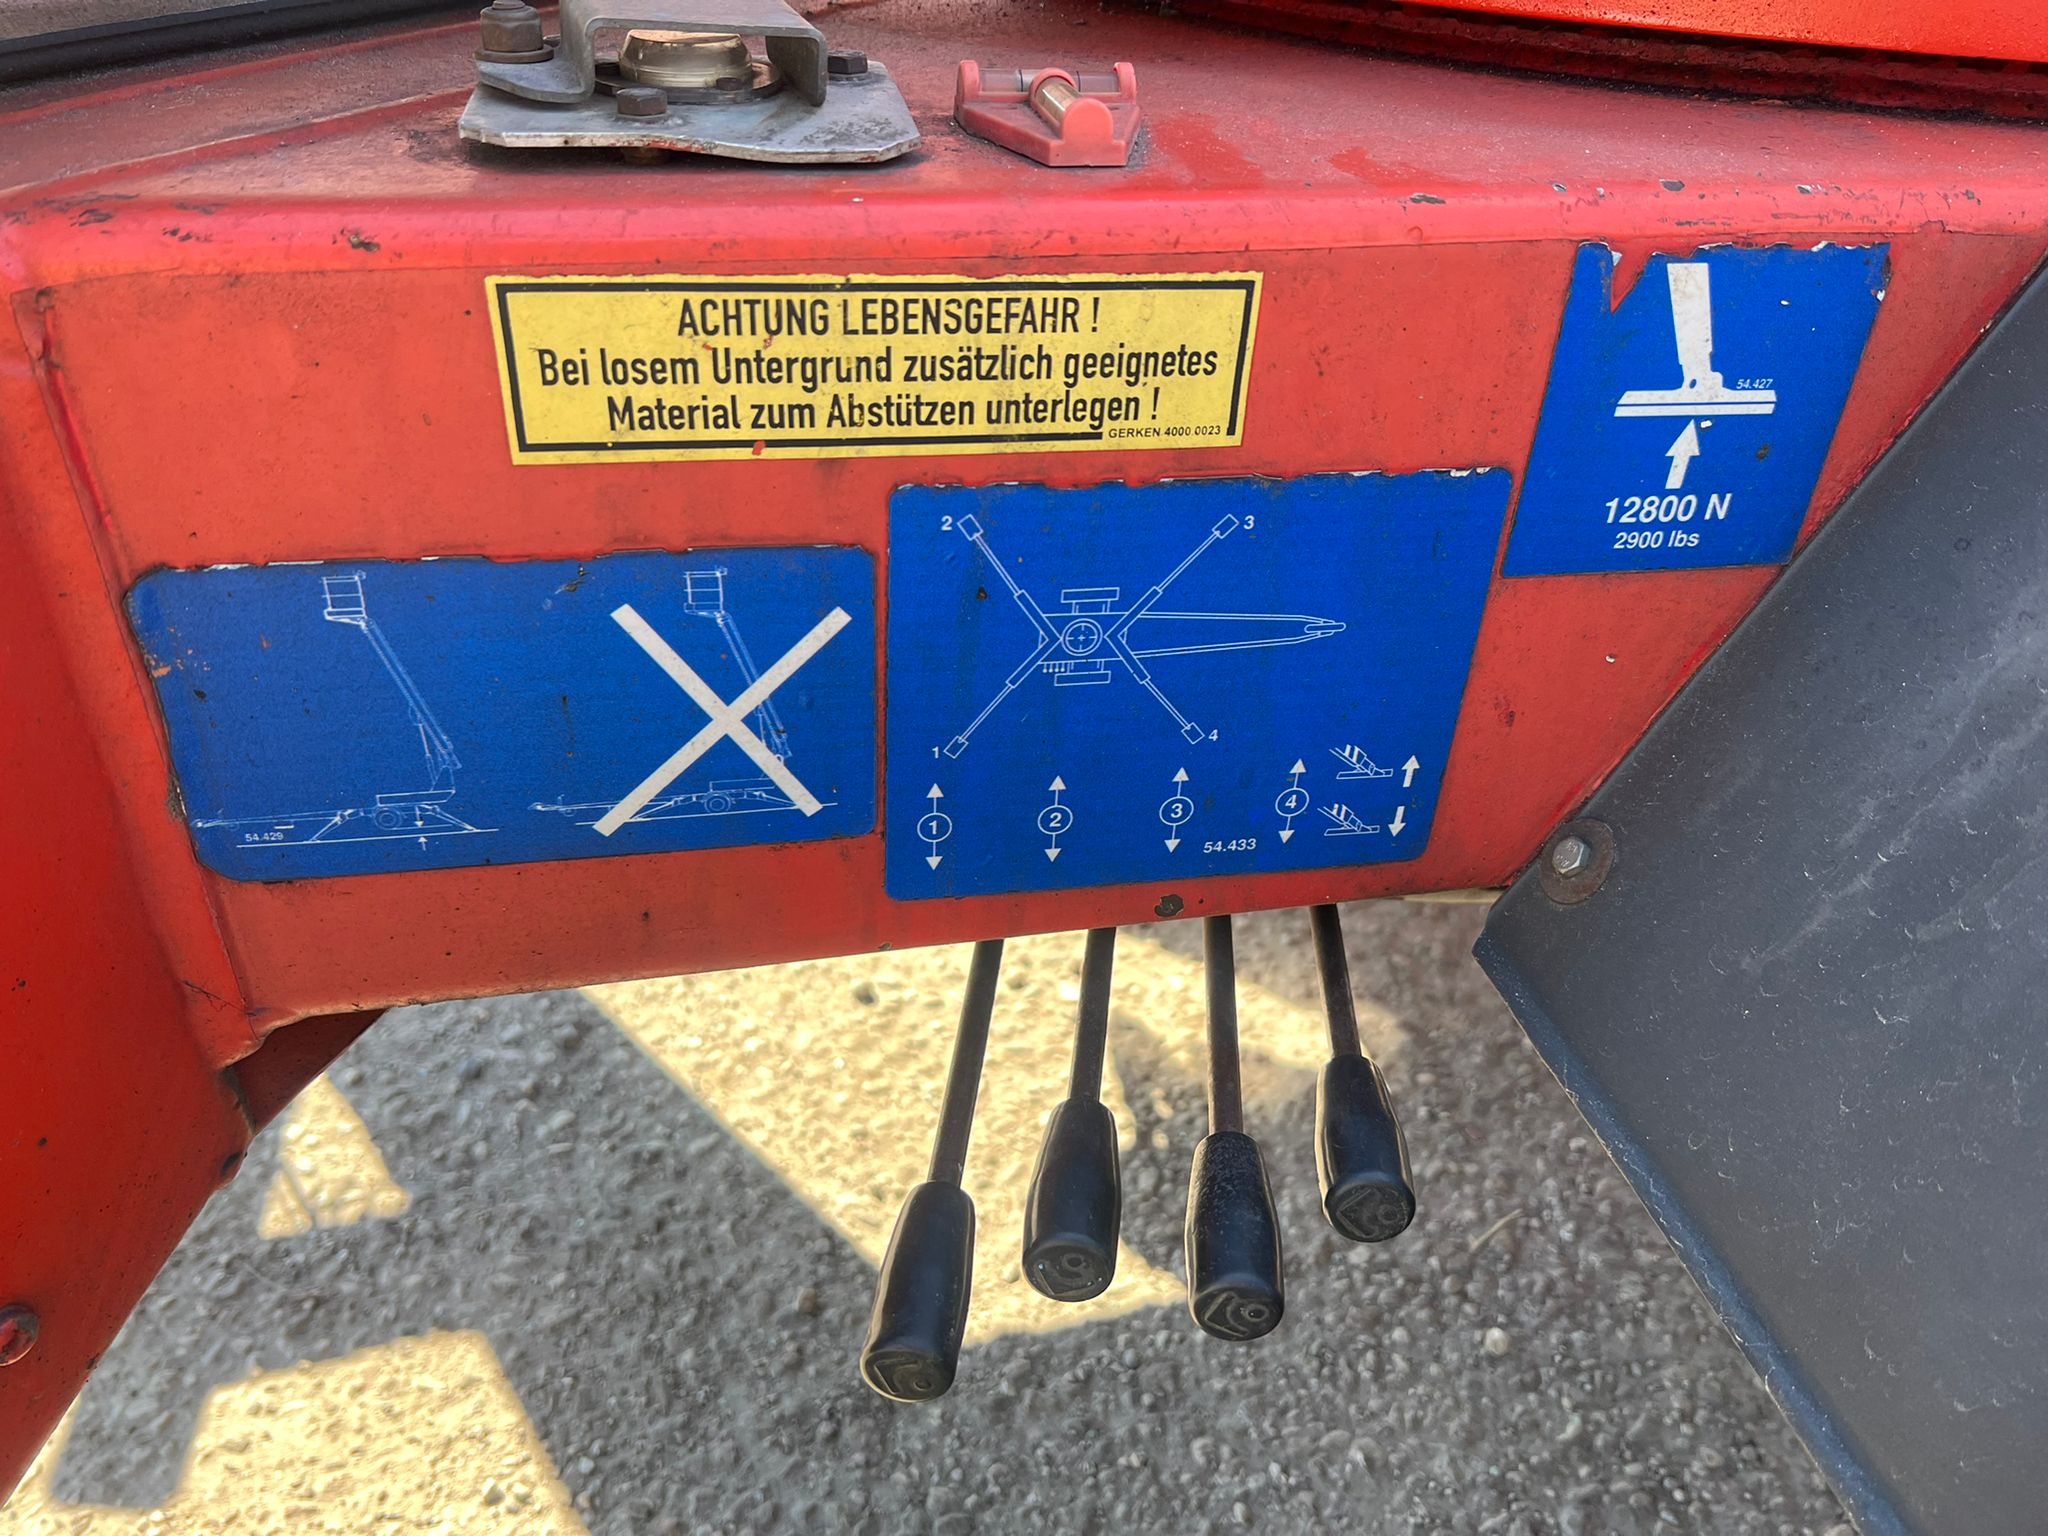 ACHTUNG LEBENSGEFAHR !
Bei losem Untergrund zusätzlich geeignetes
Material zum Abstützen unterlegen !
GERKEN 4000.0023
54.427
12800 N
2900 lbs
54.429
2
3
1
4
1
2
3
4
54.433